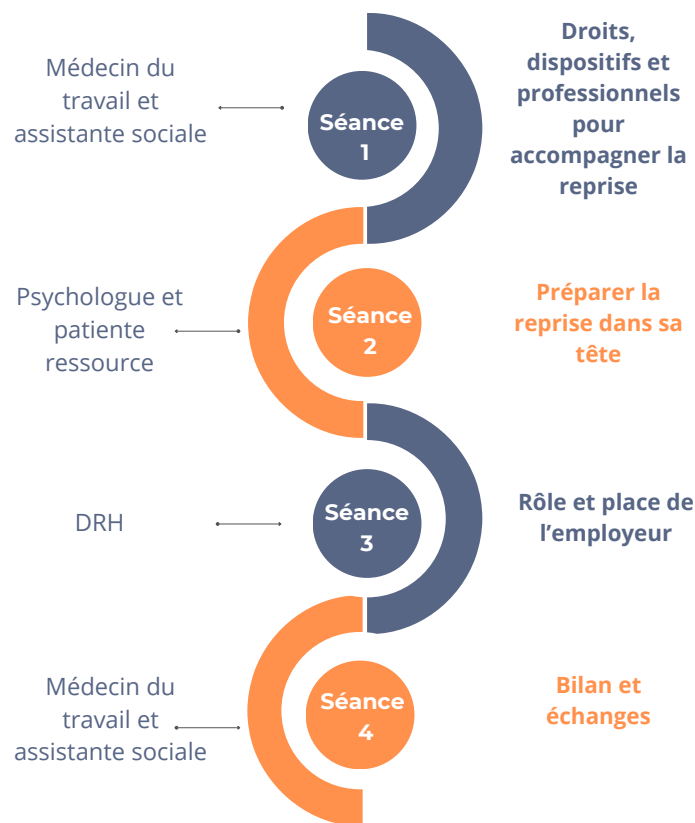 Médecin du
travail et
assistante sociale
Séance
1
Droits,
dispositifs et
professionnels
pour
accompagner la
reprise
Psychologue et
patiente
ressource
Séance
2
Préparer la
reprise dans sa
tête
DRH
Séance
3
Rôle et place de
l’employeur
Médecin du
travail et
assistante sociale
Séance
4
Bilan et
échanges